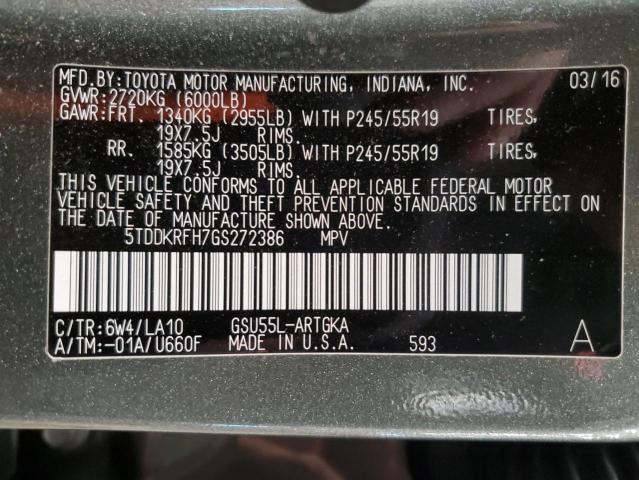 MFD.BY:TOYOTA MOTOR MANUFACTURING, INDIANA, INC. 03/16
GVWR:2720KG (6000LB)
GAWR:FRT. 1340KG (2955LB) WITH P245/55R19 TIRES,
19X7.5J RIMS.
RR. 1585KG (3505LB) WITH P245/55R19 TIRES,
19X7.5J RIMS.
THIS VEHICLE CONFORMS TO ALL APPLICABLE FEDERAL MOTOR
VEHICLE SAFETY AND THEFT PREVENTION STANDARDS IN EFFECT ON
THE DATE OF MANUFACTURE SHOWN ABOVE.
5TDDKRFH7GS272386 MPV
C/TR:6W4/LA10 GSU55L-ARTGKA
A/TM:-01A/U660F MADE IN U.S.A. 593 A